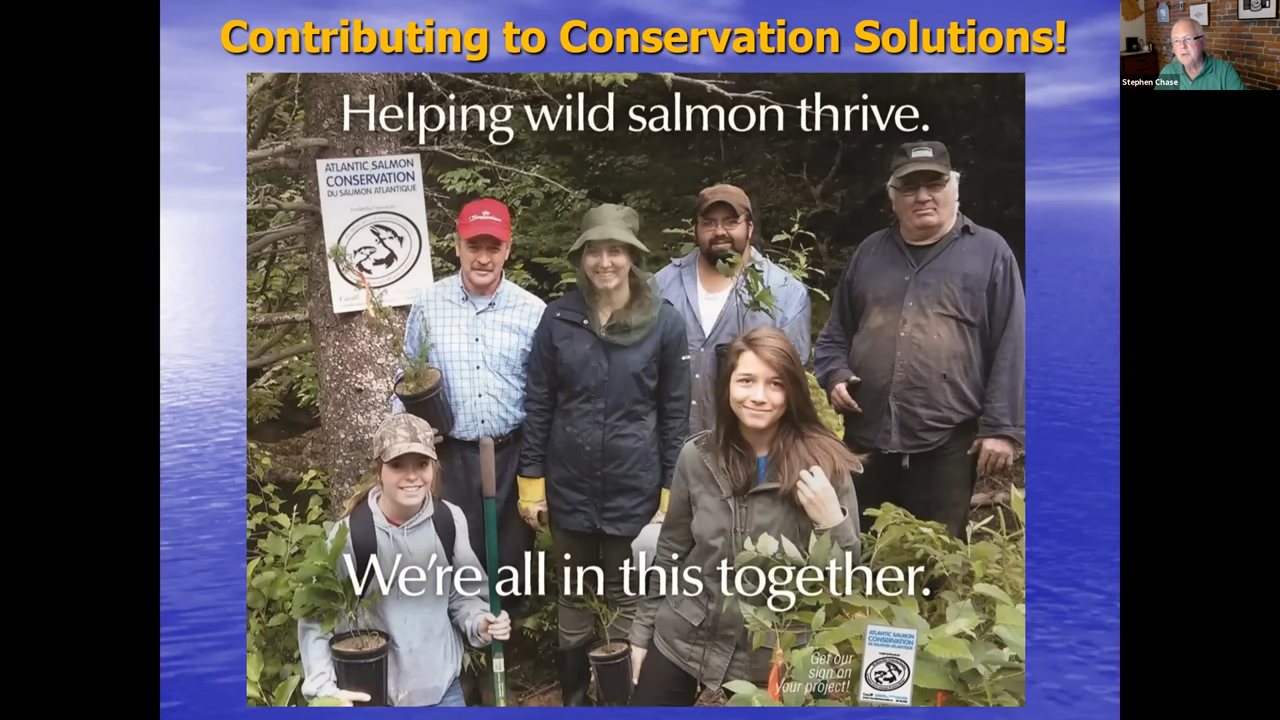 Contributing to Conservation Solutions!
Stephen Chase
Helping wild salmon thrive.
ATLANTIC SALMON
CONSERVATION
DU SAUMON ATLANTIQUE
Canada
We're all in this together.
Get our
sign on
your project!
ATLANTIC SALMON
CONSERVATION
DU SAUMON ATLANTIQUE